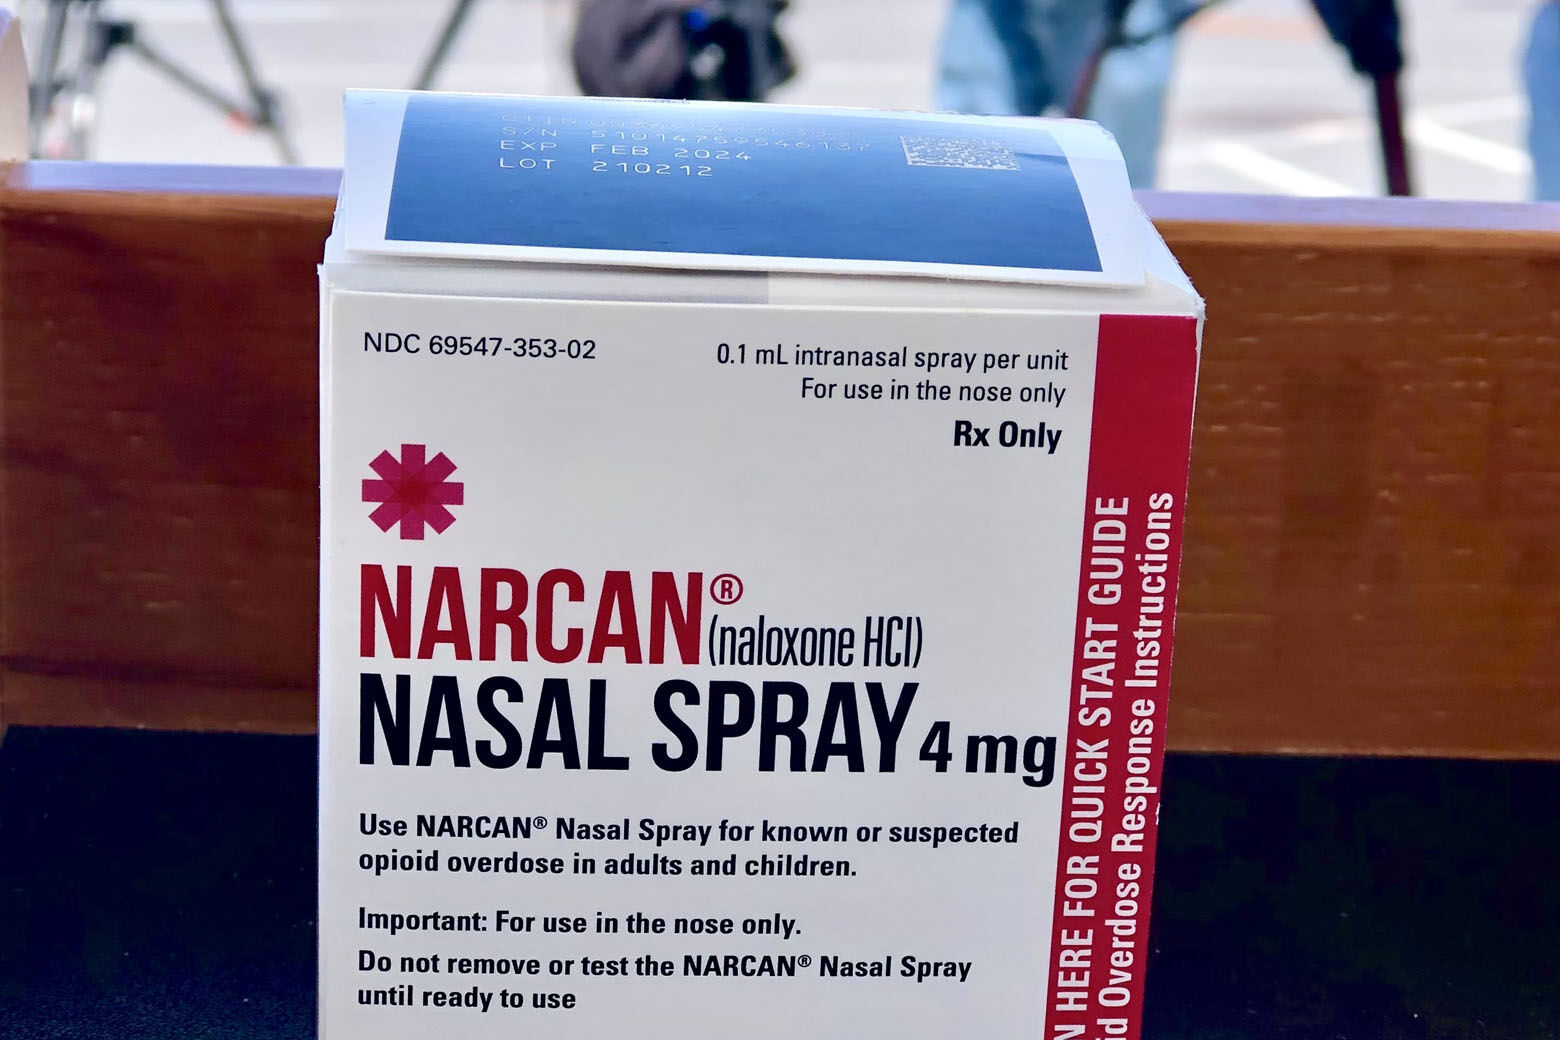 S/N 51014759546137
EXP FEB 2024
LOT 210212
NDC 69547-353-02
0.1 mL intranasal spray per unit
For use in the nose only
Rx Only
NARCAN®
(naloxone HCl)
NASAL SPRAY 4 mg
Use NARCAN® Nasal Spray for known or suspected
opioid overdose in adults and children.
Important: For use in the nose only.
Do not remove or test the NARCAN® Nasal Spray
until ready to use
HERE FOR QUICK START GUIDE
Overdose Response Instructions